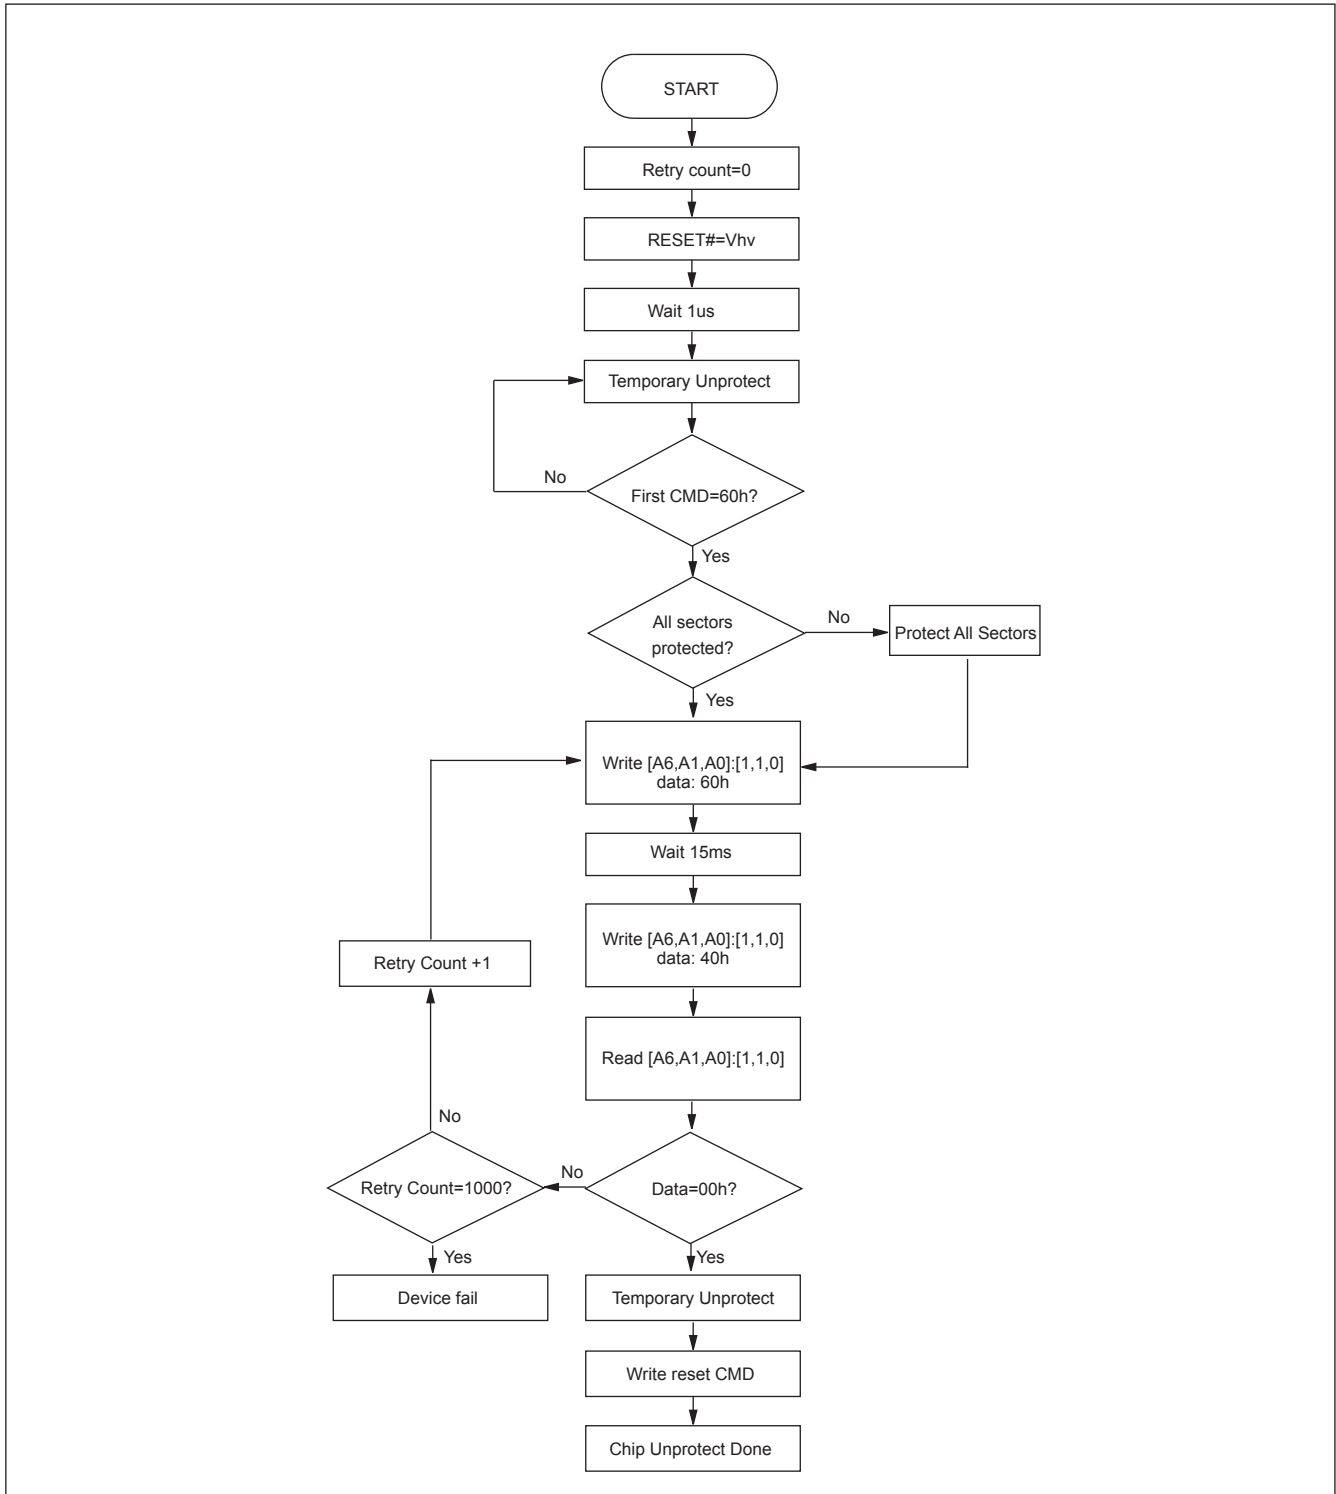 START
Retry count=0
RESET#=Vhv
Wait 1us
Temporary Unprotect
No
First CMD=60h?
Yes
All sectors
protected?
No
Protect All Sectors
Yes
Write [A6,A1,A0]:[1,1,0]
data: 60h
Wait 15ms
Write [A6,A1,A0]:[1,1,0]
data: 40h
Retry Count +1
Read [A6,A1,A0]:[1,1,0]
No
Retry Count=1000?
No
Data=00h?
Yes
Yes
Device fail
Temporary Unprotect
Write reset CMD
Chip Unprotect Done